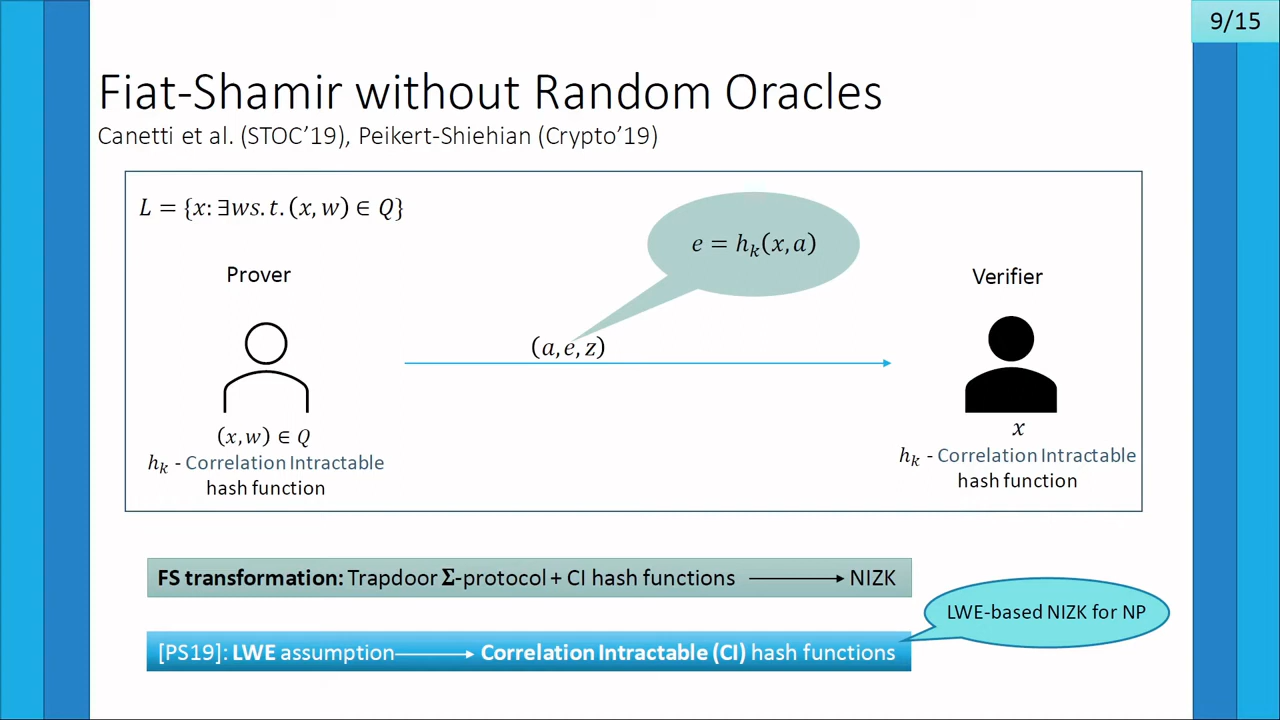 9/15
Fiat-Shamir without Random Oracles
Canetti et al. (STOC'19), Peikert-Shiehian (Crypto'19)
L = {x: ∃ws.t. (x, w) ∈ Q}
e = h_k(x, a)
Prover
Verifier
(a, e, z)
(x, w) ∈ Q
x
h_k - Correlation Intractable
hash function
h_k - Correlation Intractable
hash function
FS transformation: Trapdoor Σ-protocol + CI hash functions ⟶ NIZK
LWE-based NIZK for NP
[PS19]: LWE assumption ⟶ Correlation Intractable (CI) hash functions